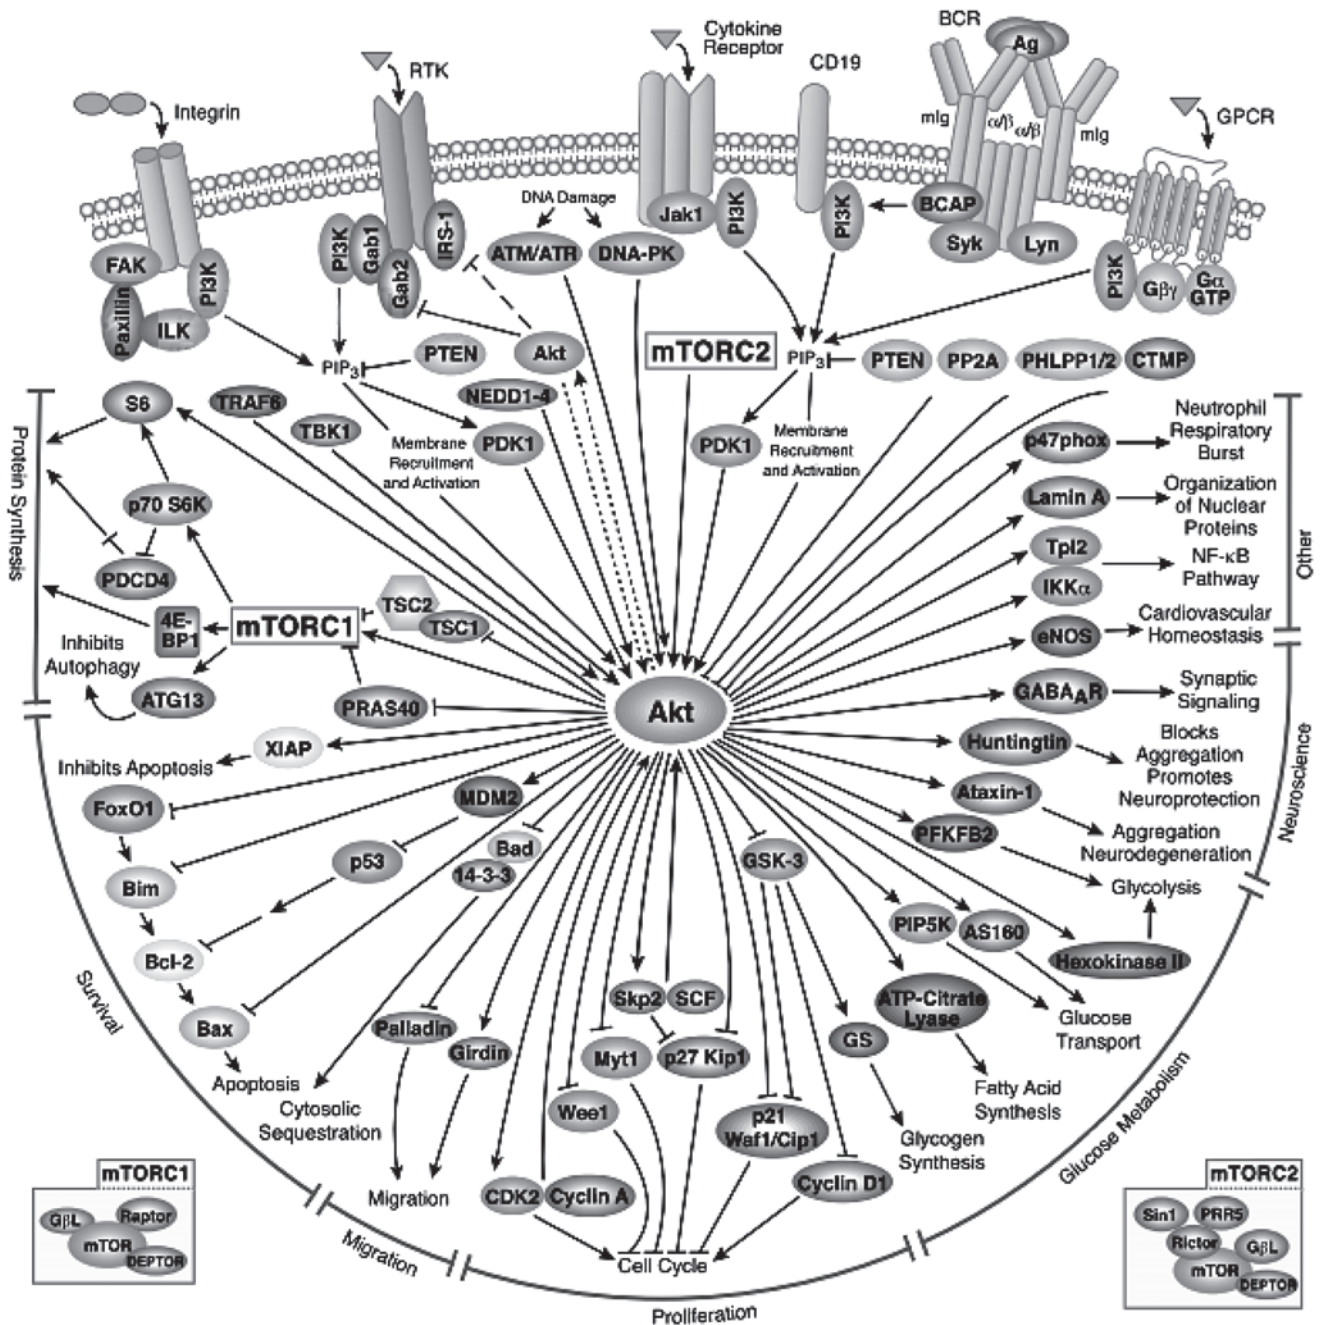 BCR
Ag
Cytokine
Receptor
CD19
RTK
Integrin
mIg
α/β
α/β
mIg
GPCR
DNA Damage
Jak1
PI3K
PI3K
BCAP
Syk
Lyn
PI3K
Gab1
Gab2
IRS-1
ATM/ATR
DNA-PK
FAK
PI3K
Paxillin
ILK
PI3K
Gβγ
Gα
GTP
PIP3
PTEN
Akt
mTORC2
PIP3
PTEN
PP2A
PHLPP1/2
CTMP
S6
TRAF6
TBK1
NEDD1-4
PDK1
Membrane
Recruitment
and Activation
PDK1
Membrane
Recruitment
and Activation
p47phox
Neutrophil
Respiratory
Burst
Lamin A
Organization
of Nuclear
Proteins
Tpl2
IKKα
NF-κB
Pathway
eNOS
Cardiovascular
Homeostasis
Other
Protein Synthesis
p70 S6K
PDCD4
4E-
BP1
mTORC1
TSC2
TSC1
Inhibits
Autophagy
ATG13
PRAS40
Akt
GABAAR
Synaptic
Signaling
XIAP
Inhibits Apoptosis
Huntingtin
Blocks
Aggregation
Promotes
Neuroprotection
Ataxin-1
Aggregation
Neurodegeneration
Neuroscience
PFKFB2
Glycolysis
FoxO1
MDM2
Bim
p53
Bad
14-3-3
GSK-3
PIP5K
AS160
Hexokinase II
Bcl-2
Bax
Apoptosis
Survival
Cytosolic
Sequestration
Palladin
Girdin
Skp2
SCF
Myt1
p27 Kip1
Wee1
ATP-Citrate
Lyase
GS
Glucose
Transport
Fatty Acid
Synthesis
Glycogen
Synthesis
p21
Waf1/Cip1
Cyclin D1
Glucose Metabolism
Migration
CDK2
Cyclin A
Cell Cycle
Migration
Proliferation
mTORC1
GβL
Raptor
mTOR
DEPTOR
mTORC2
Sin1
PRR5
Rictor
GβL
mTOR
DEPTOR